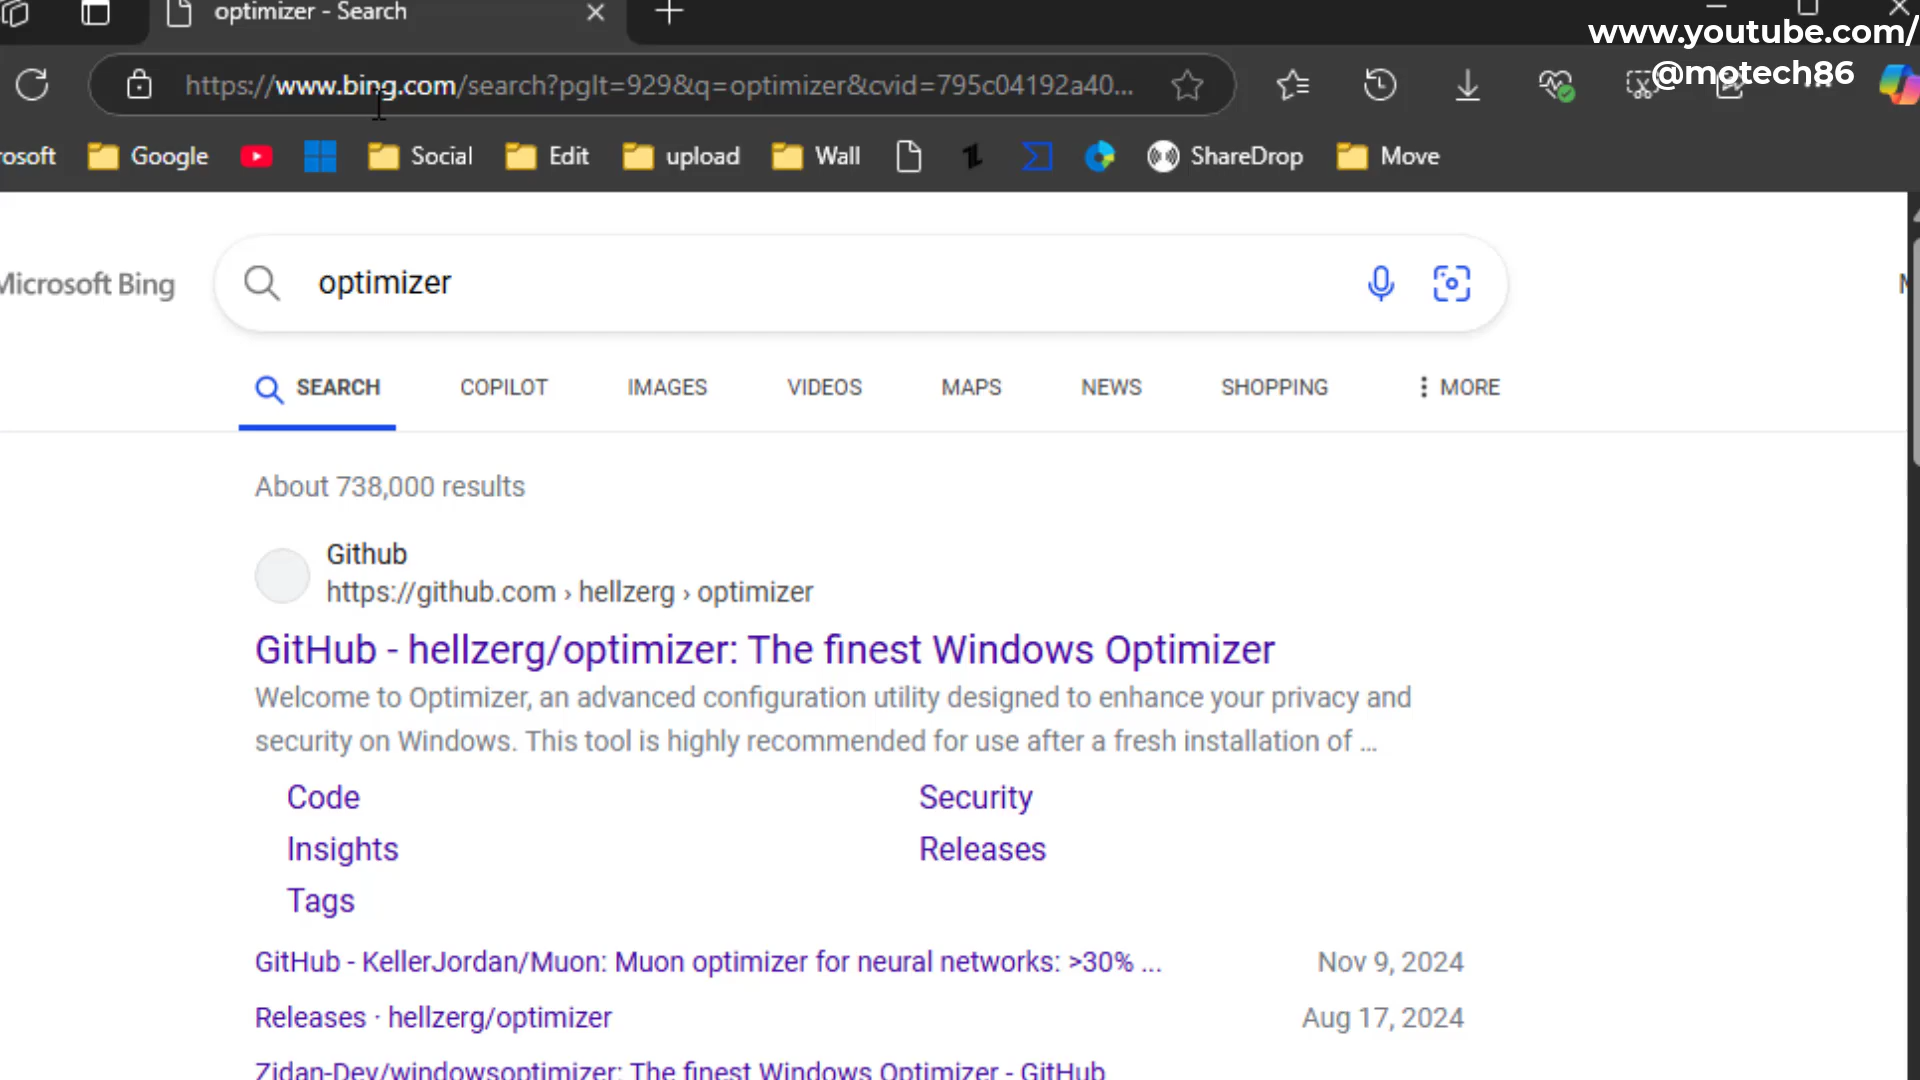 optimizer - Search
www.youtube.com/
@motech86
https://www.bing.com/search?pglt=929&q=optimizer&cvid=795c04192a40...
rosoft
Google
Social
Edit
upload
Wall
ShareDrop
Move
Microsoft Bing
optimizer
SEARCH
COPILOT
IMAGES
VIDEOS
MAPS
NEWS
SHOPPING
MORE
About 738,000 results
Github
https://github.com › hellzerg › optimizer
GitHub - hellzerg/optimizer: The finest Windows Optimizer
Welcome to Optimizer, an advanced configuration utility designed to enhance your privacy and
security on Windows. This tool is highly recommended for use after a fresh installation of ...
Code
Security
Insights
Releases
Tags
GitHub - KellerJordan/Muon: Muon optimizer for neural networks: >30% ...
Nov 9, 2024
Releases · hellzerg/optimizer
Aug 17, 2024
Zidan-Dev/windowsoptimizer: The finest Windows Optimizer - GitHub